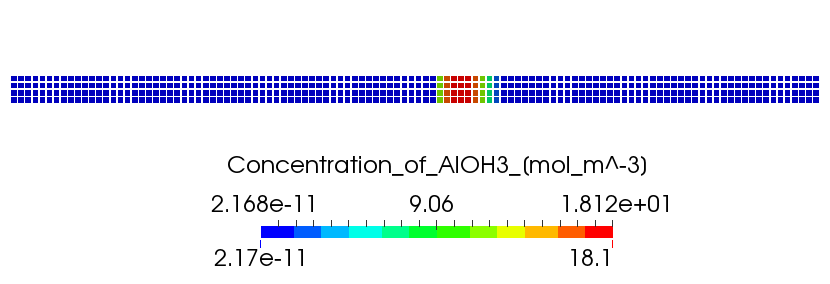 Concentration_of_AlOH3_(mol_m^-3)
2.168e-11 9.06 1.812e+01
2.17e-11 18.1